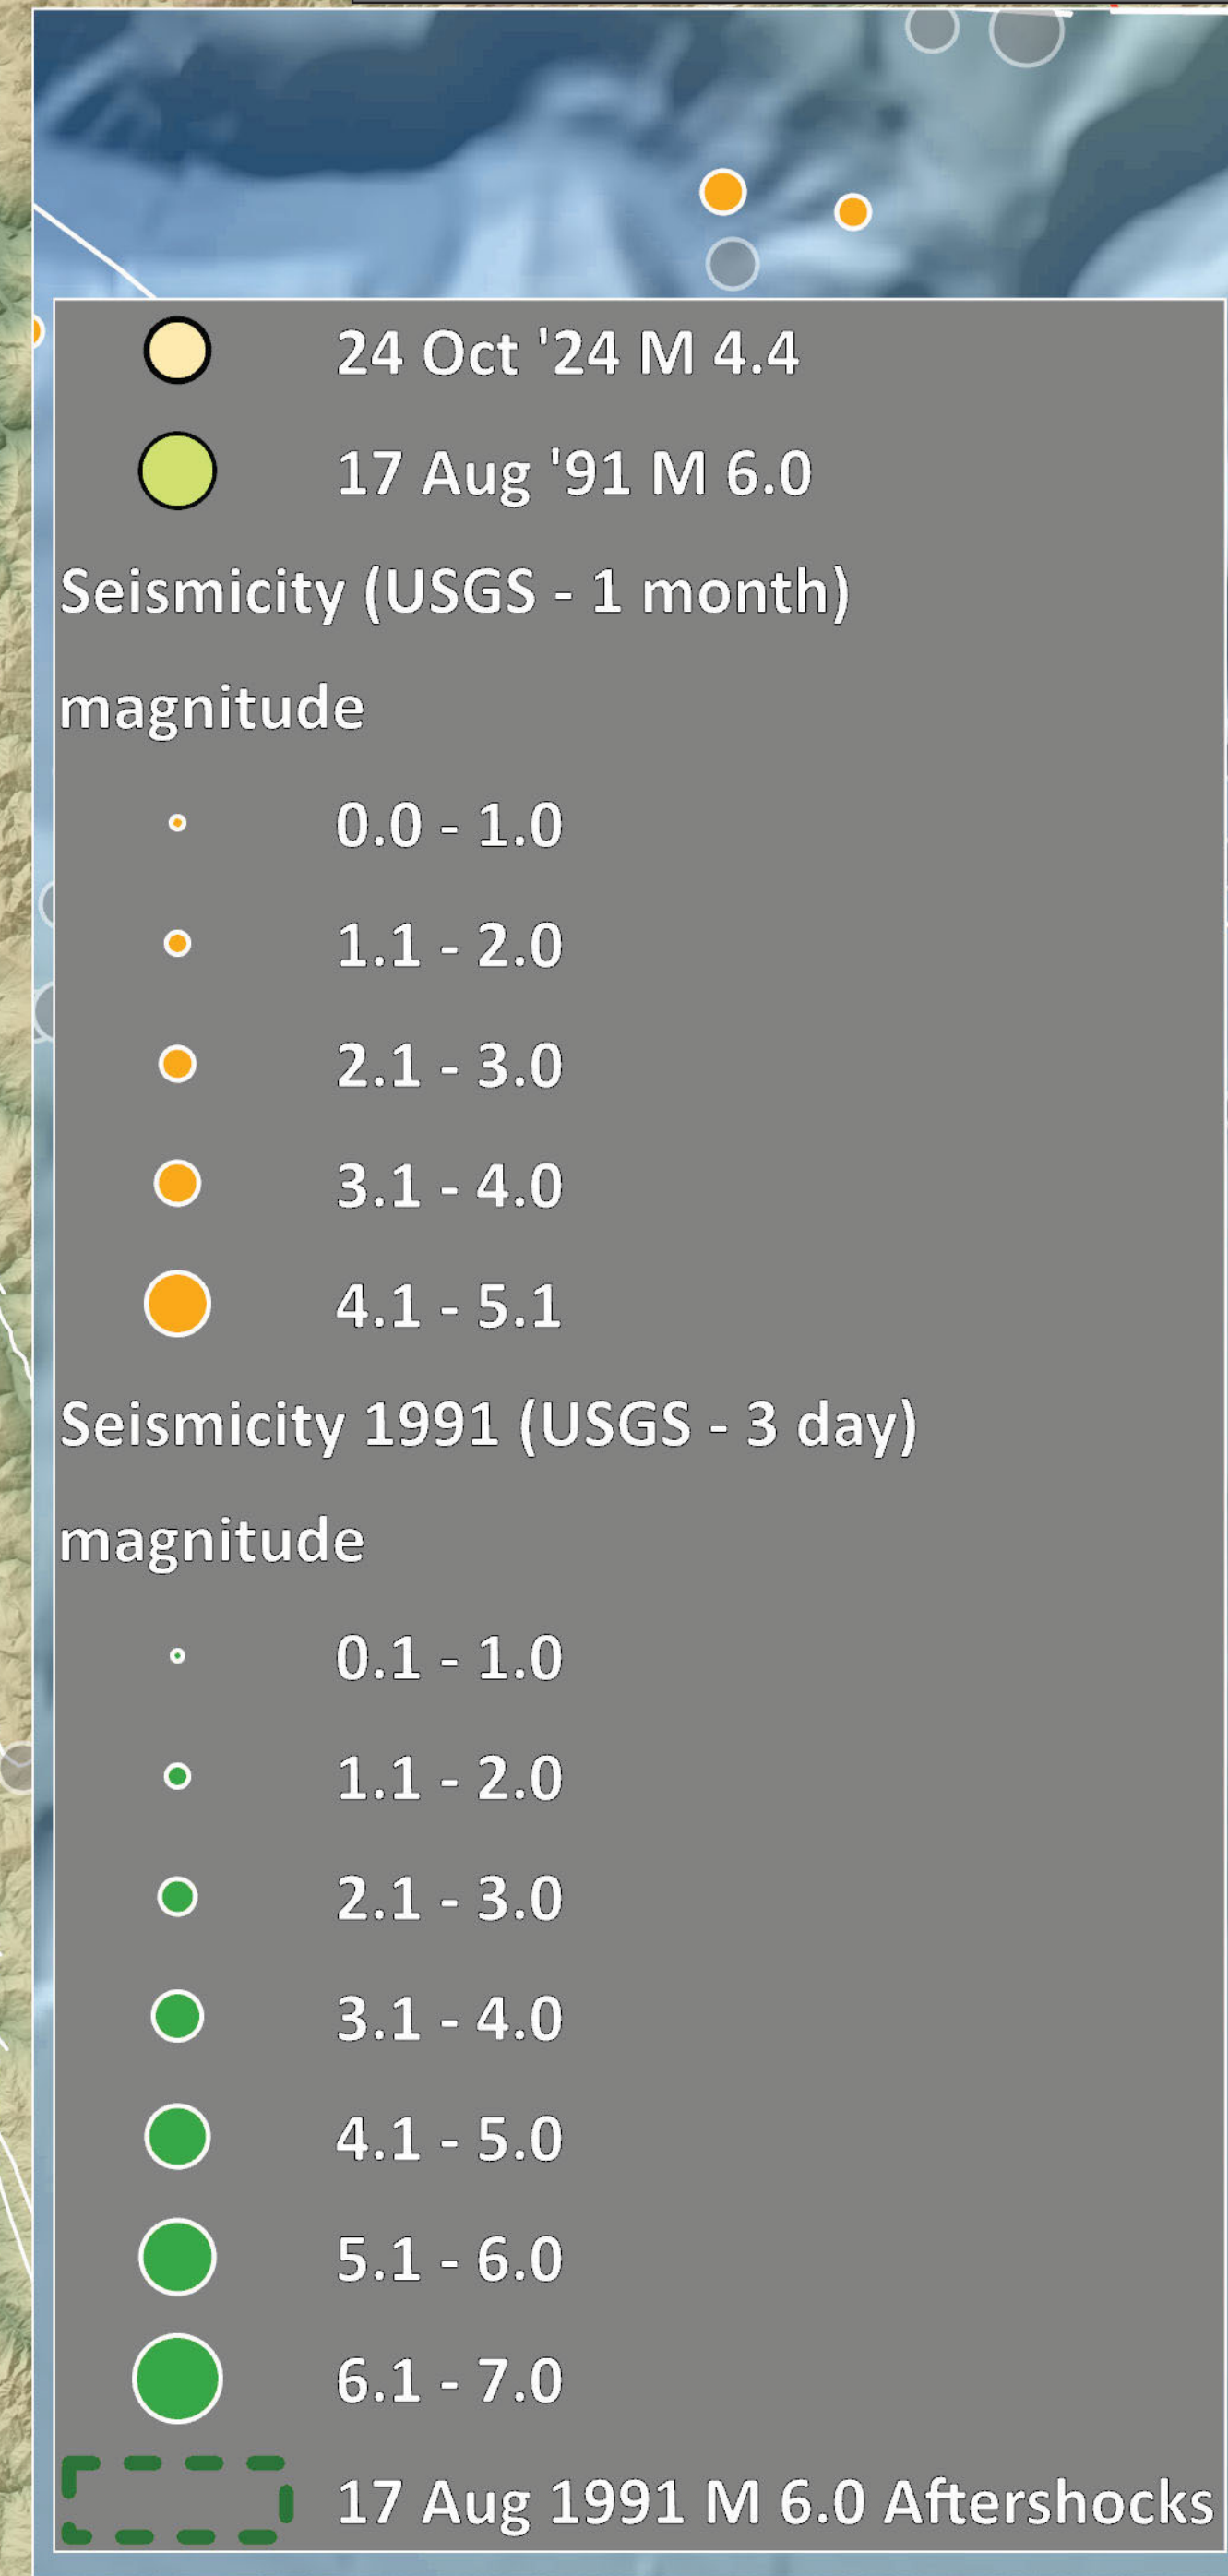 24 Oct '24 M 4.4
17 Aug '91 M 6.0
Seismicity (USGS - 1 month)
magnitude
0.0 - 1.0
1.1 - 2.0
2.1 - 3.0
3.1 - 4.0
4.1 - 5.1
Seismicity 1991 (USGS - 3 day)
magnitude
0.1 - 1.0
1.1 - 2.0
2.1 - 3.0
3.1 - 4.0
4.1 - 5.0
5.1 - 6.0
6.1 - 7.0
17 Aug 1991 M 6.0 Aftershocks